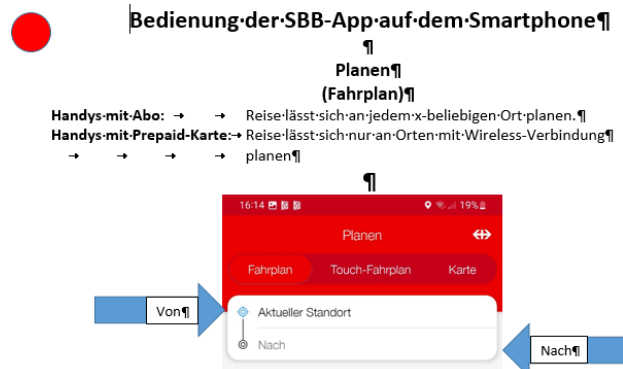 Bedienung·der·SBB-App·auf·dem·Smartphone¶
¶
Planen¶
(Fahrplan)¶
Handys·mit·Abo: → → Reise·lässt·sich·an·jedem·x-beliebigen·Ort·planen.¶
Handys·mit·Prepaid-Karte:→ Reise·lässt·sich·nur·an·Orten·mit·Wireless-Verbindung¶
→ → → → planen¶
¶
16:14 19%
Planen
Fahrplan Touch-Fahrplan Karte
Von¶
Aktueller Standort
Nach
Nach¶